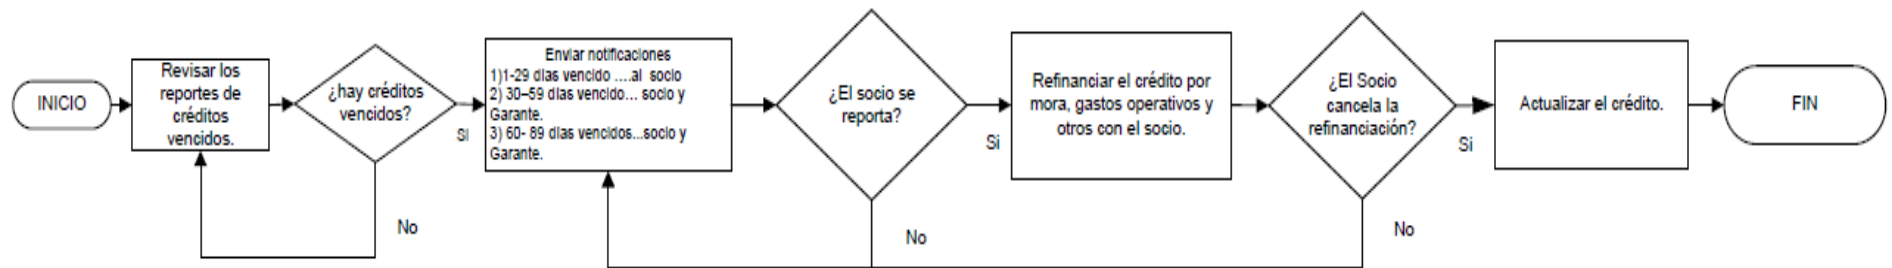 INICIO
Revisar los
reportes de
créditos
vencidos.
¿hay créditos
vencidos?
Si
No
Enviar notificaciones
1)1-29 días vencido ....al socio
2) 30–59 días vencido... socio y
Garante.
3) 60- 89 días vencidos...socio y
Garante.
¿El socio se
reporta?
Si
No
Refinanciar el crédito por
mora, gastos operativos y
otros con el socio.
¿El Socio
cancela la
refinanciación?
Si
No
Actualizar el crédito.
FIN